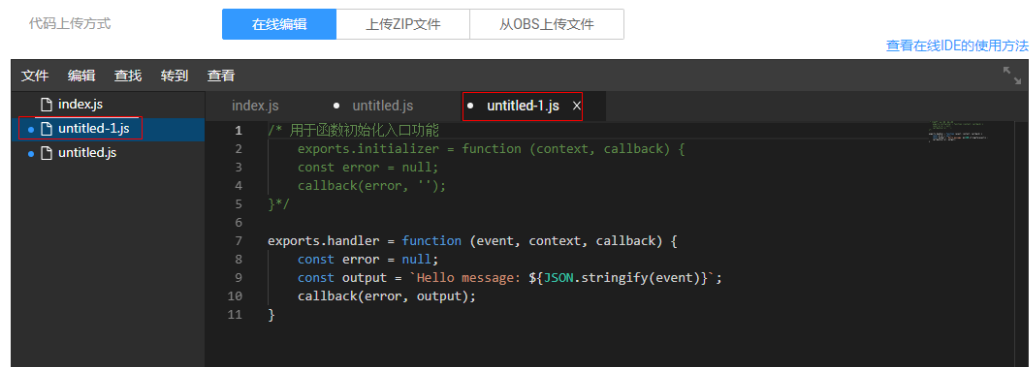 代码上传方式 在线编辑 上传ZIP文件 从OBS上传文件
查看在线IDE的使用方法
文件 编辑 查找 转到 查看
index.js
untitled-1.js
untitled.js
index.js ● untitled.js ● untitled-1.js ×
1 /* 用于函数初始化入口功能
2 exports.initializer = function (context, callback) {
3 const error = null;
4 callback(error, '');
5 }*/
6
7 exports.handler = function (event, context, callback) {
8 const error = null;
9 const output = `Hello message: ${JSON.stringify(event)}`;
10 callback(error, output);
11 }